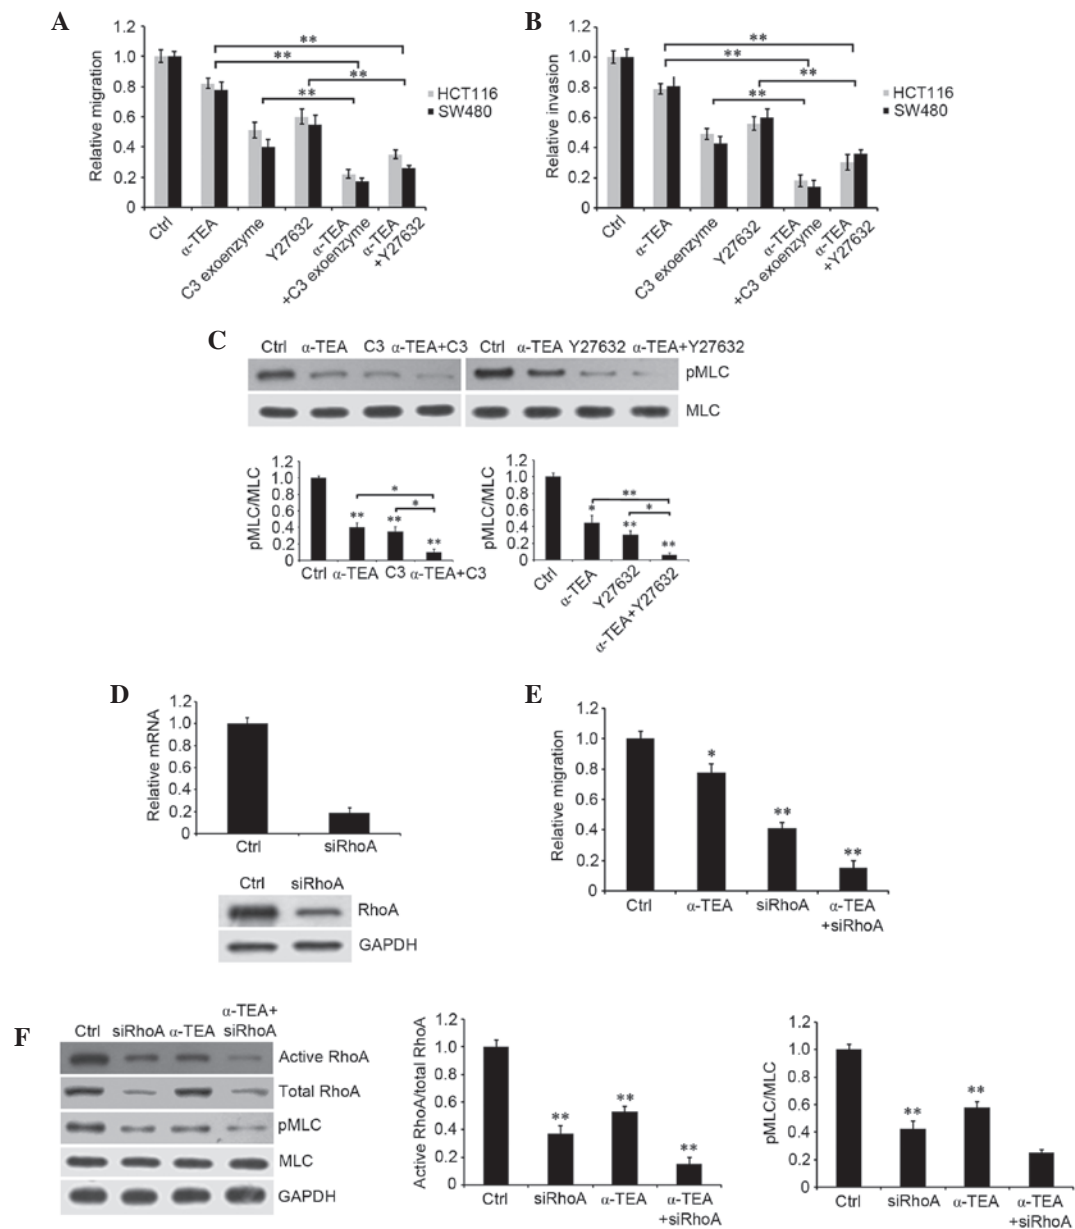 A
Relative migration
1.2
1.0
0.8
0.6
0.4
0.2
0
**
**
**
**
HCT116
SW480
Ctrl
α-TEA
C3 exoenzyme
Y27632
α-TEA
+C3 exoenzyme
α-TEA
+Y27632
B
Relative invasion
1.2
1.0
0.8
0.6
0.4
0.2
0
**
**
**
**
HCT116
SW480
Ctrl
α-TEA
C3 exoenzyme
Y27632
α-TEA
+C3 exoenzyme
α-TEA
+Y27632
C
Ctrl α-TEA C3 α-TEA+C3 Ctrl α-TEA Y27632 α-TEA+Y27632
pMLC
MLC
pMLC/MLC
1.2
1.0
0.8
0.6
0.4
0.2
0
*
*
**
**
**
Ctrl α-TEA C3 α-TEA+C3
pMLC/MLC
1.2
1.0
0.8
0.6
0.4
0.2
0
**
*
*
**
**
Ctrl
α-TEA
Y27632
α-TEA+Y27632
D
Relative mRNA
1.2
1.0
0.8
0.6
0.4
0.2
0
Ctrl siRhoA
Ctrl siRhoA
RhoA
GAPDH
E
Relative migration
1.2
1.0
0.8
0.6
0.4
0.2
0
*
**
**
Ctrl α-TEA siRhoA α-TEA
+siRhoA
F
α-TEA+
Ctrl siRhoA α-TEA siRhoA
Active RhoA
Total RhoA
pMLC
MLC
GAPDH
Active RhoA/total RhoA
1.2
1.0
0.8
0.6
0.4
0.2
0
**
**
**
Ctrl siRhoA α-TEA α-TEA
+siRhoA
pMLC/MLC
1.2
1.0
0.8
0.6
0.4
0.2
0
**
**
Ctrl siRhoA α-TEA α-TEA
+siRhoA